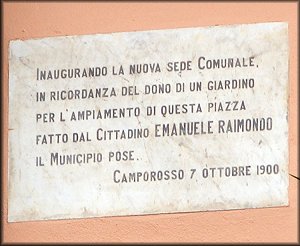 INAUGURANDO LA NUOVA SEDE COMUNALE,
IN RICORDANZA DEL DONO DI UN GIARDINO
PER L'AMPIAMENTO DI QUESTA PIAZZA
FATTO DAL CITTADINO EMANUELE RAIMONDO
IL MUNICIPIO POSE.
CAMPOROSSO 7 OTTOBRE 1900